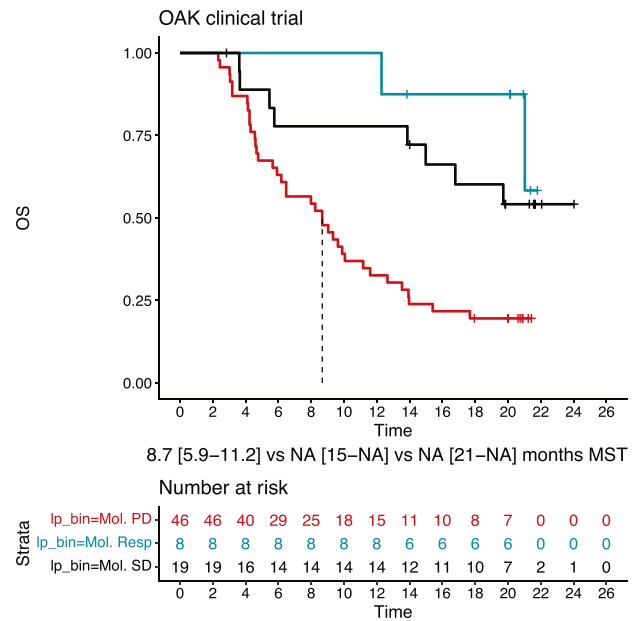 OAK clinical trial
1.00
0.75
0.50
0.25
0.00
OS
0 2 4 6 8 10 12 14 16 18 20 22 24 26
Time
8.7 [5.9−11.2] vs NA [15−NA] vs NA [21−NA] months MST
Number at risk
Strata
lp_bin=Mol. PD 46 46 40 29 25 18 15 11 10 8 7 0 0 0
lp_bin=Mol. Resp 8 8 8 8 8 8 8 6 6 6 6 0 0 0
lp_bin=Mol. SD 19 19 16 14 14 14 14 12 11 10 7 2 1 0
0 2 4 6 8 10 12 14 16 18 20 22 24 26
Time